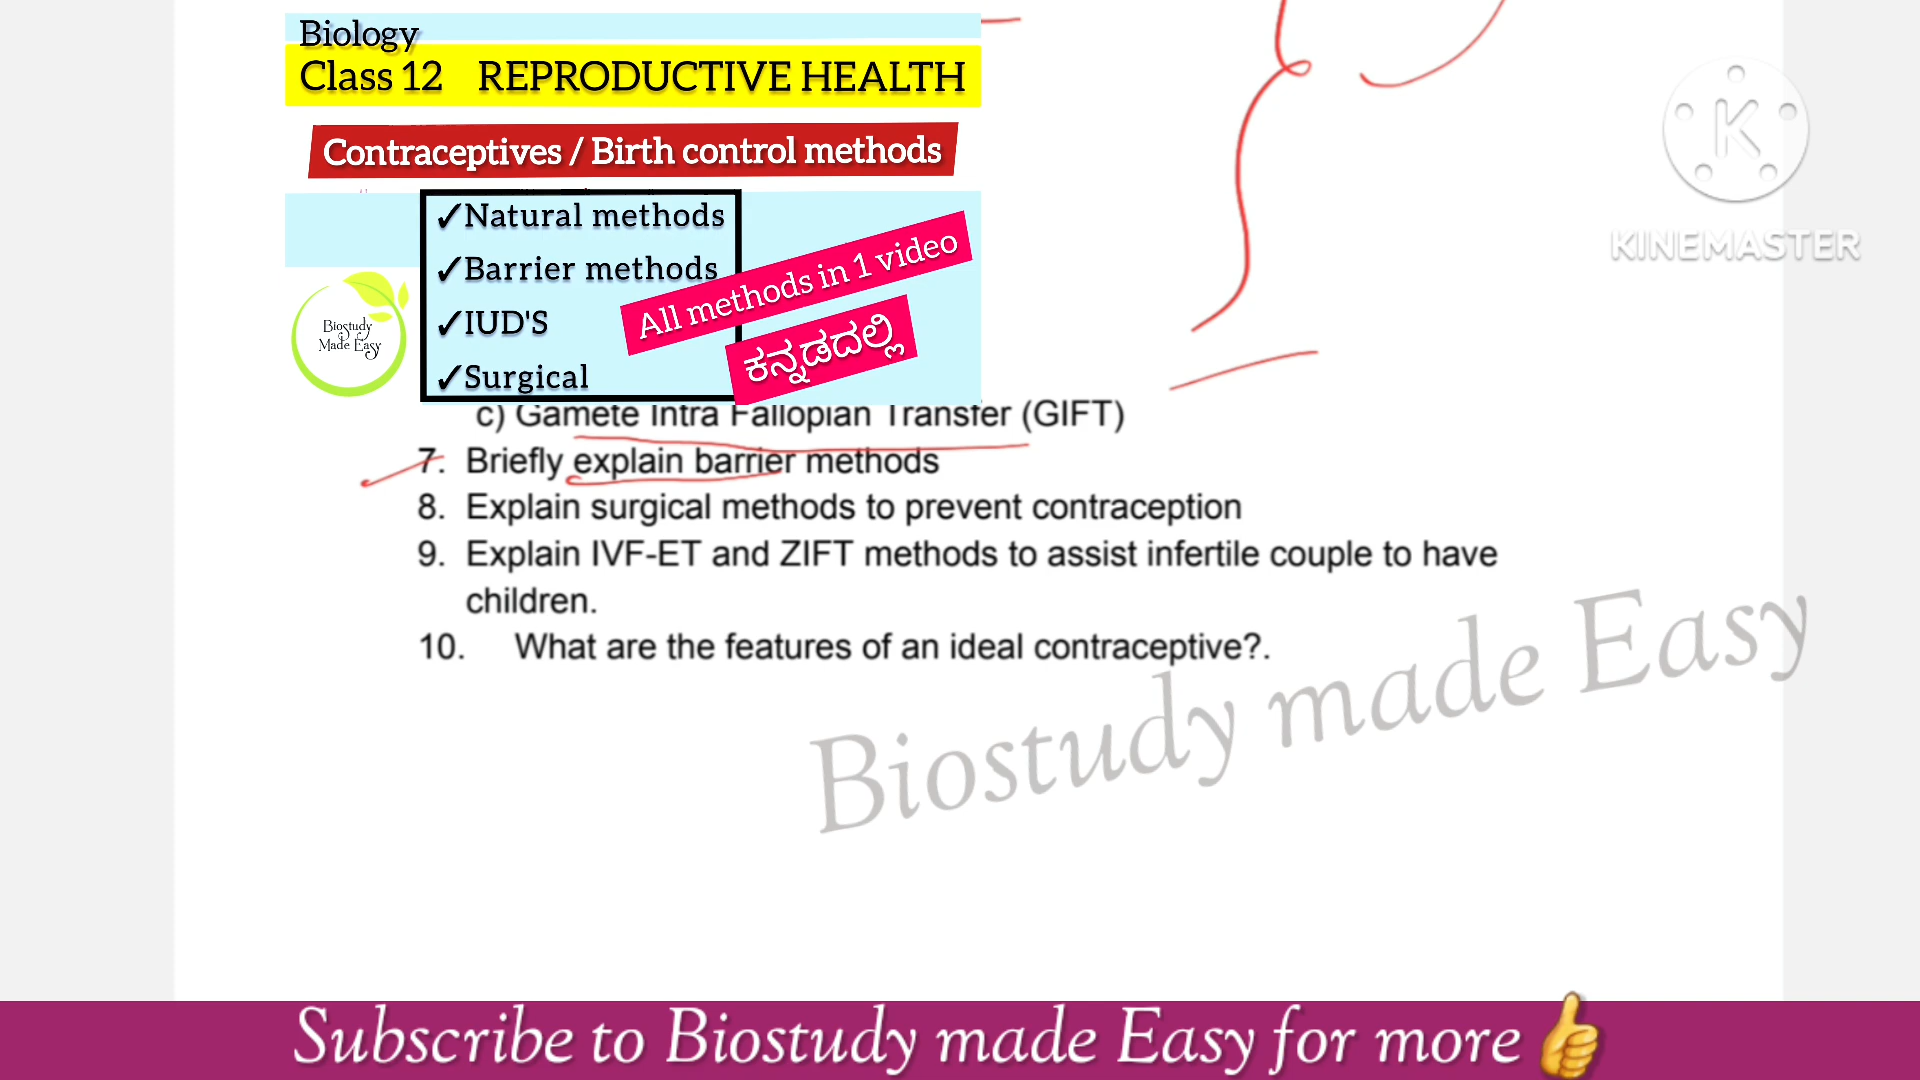 Biology
Class 12 REPRODUCTIVE HEALTH
Contraceptives / Birth control methods
✓Natural methods
✓Barrier methods
✓IUD'S
✓Surgical
All methods in 1 video
ಕನ್ನಡದಲ್ಲಿ
Biostudy
Made Easy
K
KINEMASTER
c) Gamete Intra Fallopian Transfer (GIFT)
7. Briefly explain barrier methods
8. Explain surgical methods to prevent contraception
9. Explain IVF-ET and ZIFT methods to assist infertile couple to have
children.
10. What are the features of an ideal contraceptive?.
Biostudy made Easy
Subscribe to Biostudy made Easy for more 👍